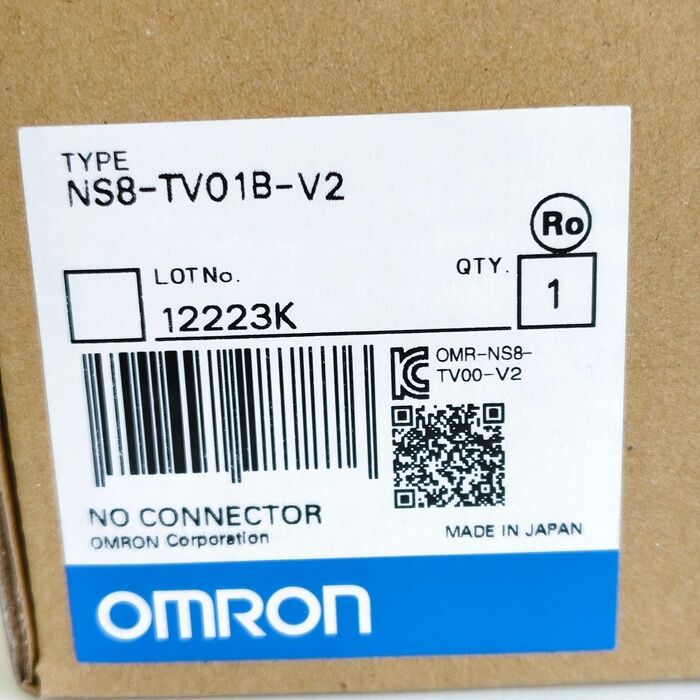 TYPE
NS8-TV01B-V2
Ro
LOT No.
QTY.
12223K
1
OMR-NS8-
TV00-V2
NO CONNECTOR
OMRON Corporation
MADE IN JAPAN
OMRON